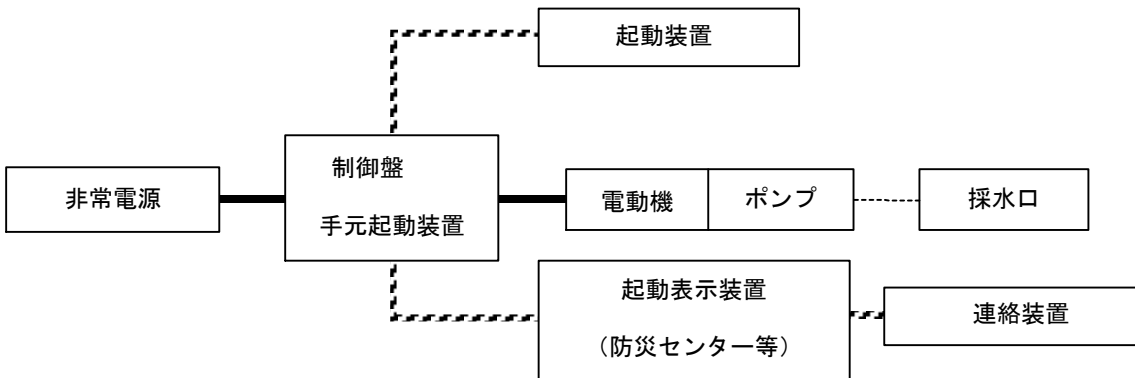 起動装置
非常電源
制御盤
手元起動装置
電動機
ポンプ
採水口
起動表示装置
（防災センター等）
連絡装置